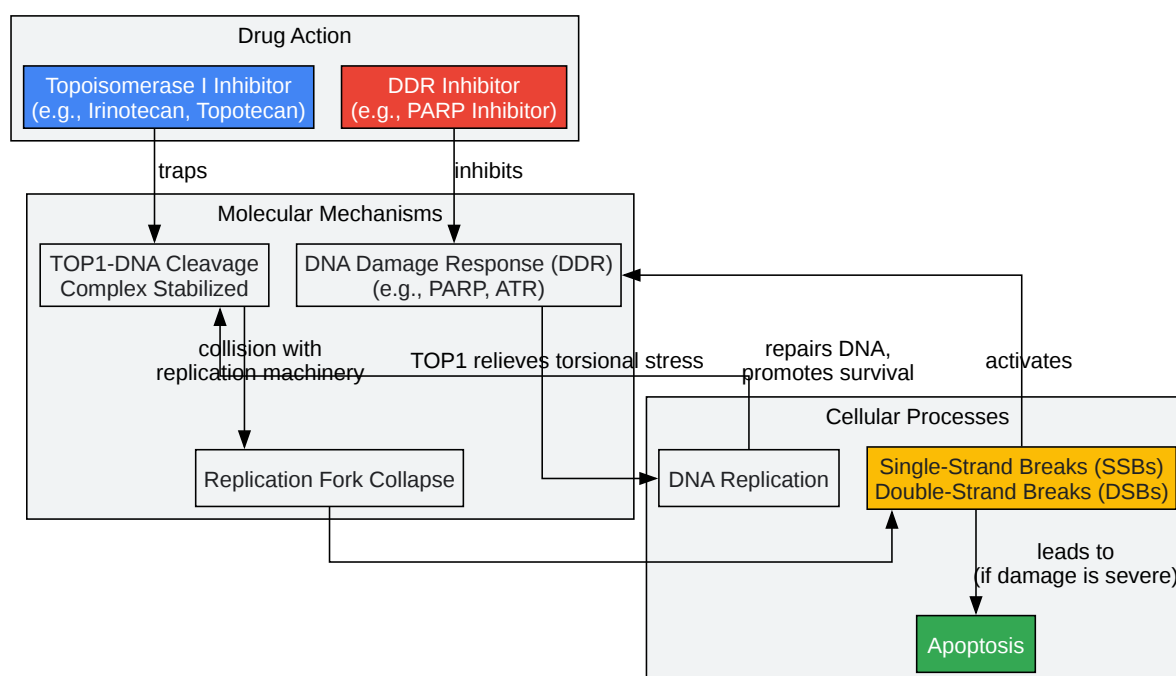 Drug Action
Topoisomerase I Inhibitor
(e.g., Irinotecan, Topotecan)
DDR Inhibitor
(e.g., PARP Inhibitor)
traps
inhibits
Molecular Mechanisms
TOP1-DNA Cleavage
Complex Stabilized
DNA Damage Response (DDR)
(e.g., PARP, ATR)
collision with
replication machinery
TOP1 relieves torsional stress
repairs DNA,
promotes survival
activates
Cellular Processes
Replication Fork Collapse
DNA Replication
Single-Strand Breaks (SSBs)
Double-Strand Breaks (DSBs)
leads to
(if damage is severe)
Apoptosis